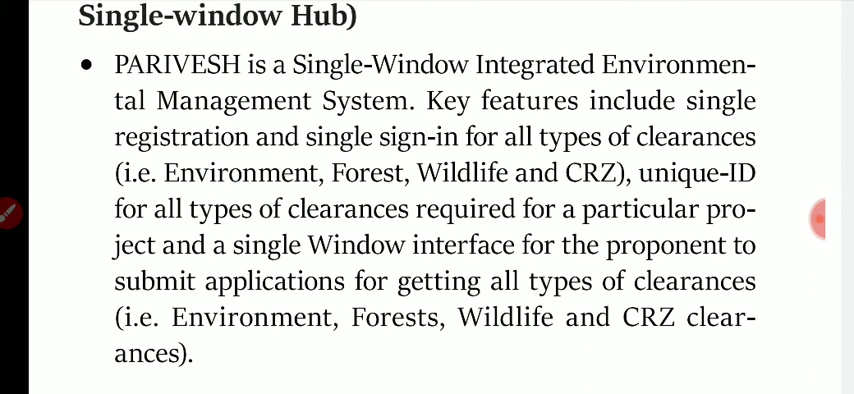 Single-window Hub)
• PARIVESH is a Single-Window Integrated Environmen-
tal Management System. Key features include single
registration and single sign-in for all types of clearances
(i.e. Environment, Forest, Wildlife and CRZ), unique-ID
for all types of clearances required for a particular pro-
ject and a single Window interface for the proponent to
submit applications for getting all types of clearances
(i.e. Environment, Forests, Wildlife and CRZ clear-
ances).